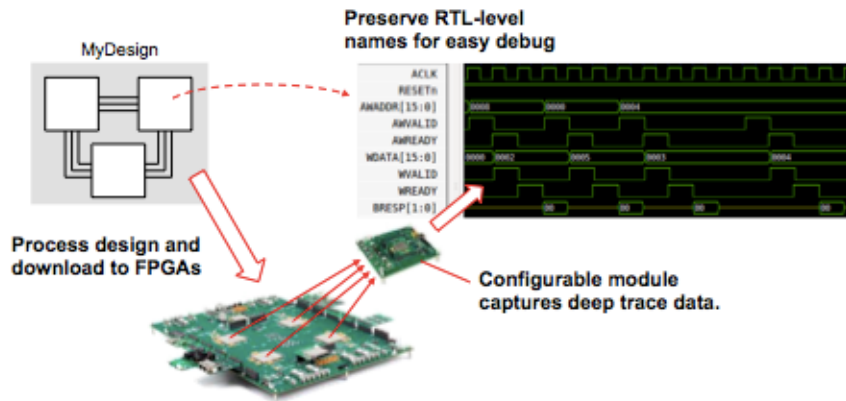 Preserve RTL-level
names for easy debug
MyDesign
ACLK
RESETn
AWADDR[15:0]
0008 0000 0004
AWVALID
AWREADY
WDATA[15:0]
0000 0002 0005 0003 0004
WVALID
WREADY
BRESP[1:0]
00 00 00 00
Process design and
download to FPGAs
Configurable module
captures deep trace data.